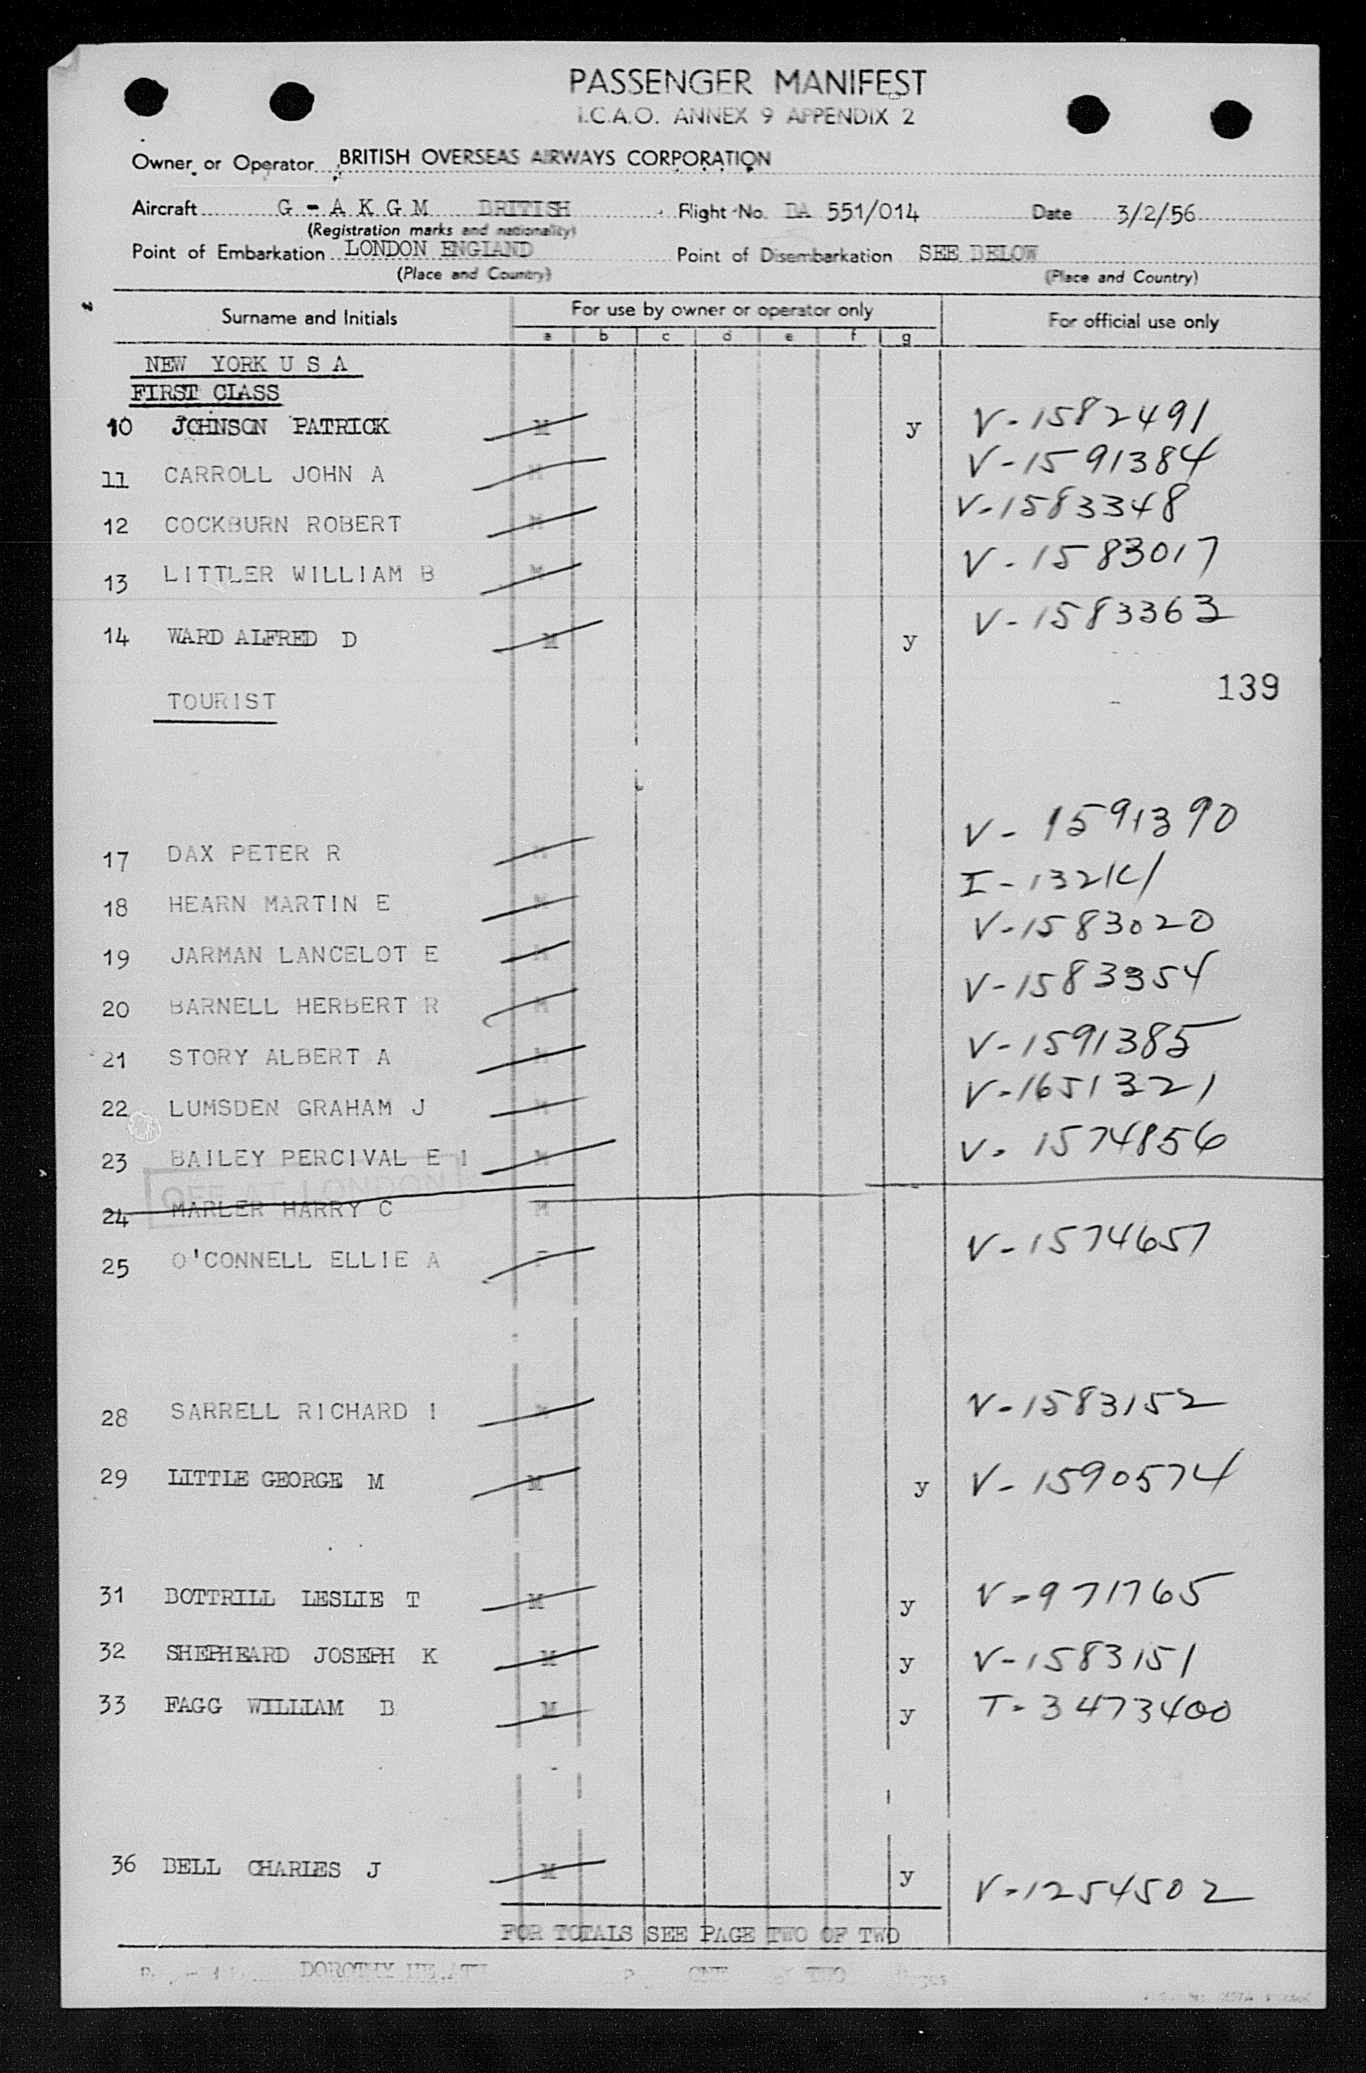 PASSENGER MANIFEST
I.C.A.O. ANNEX 9 APPENDIX 2
Owner or Operator BRITISH OVERSEAS AIRWAYS CORPORATION
Aircraft G - A K G M BRITISH Flight No. BA 551/014 Date 3/2/56
(Registration marks and nationality)
Point of Embarkation LONDON ENGLAND Point of Disembarkation SEE BELOW
(Place and Country) (Place and Country)
Surname and Initials For use by owner or operator only For official use only
a b c d e f g
NEW YORK U S A
FIRST CLASS
10 JOHNSON PATRICK M y V-1582491
11 CARROLL JOHN A M V-1591384
12 COCKBURN ROBERT M V-1583348
13 LITTLER WILLIAM B M V-1583017
14 WARD ALFRED D M y V-1583363
TOURIST 139
17 DAX PETER R M V-1591390
18 HEARN MARTIN E M I-132161
19 JARMAN LANCELOT E M V-1583020
20 BARNELL HERBERT R M V-1583354
21 STORY ALBERT A M V-1591385
22 LUMSDEN GRAHAM J M V-1651321
23 BAILEY PERCIVAL E I M V-1574856
OFF AT LONDON
24 MARLER HARRY C M
25 O'CONNELL ELLIE A F V-1574657
28 SARRELL RICHARD I M V-1583152
29 LITTLE GEORGE M M y V-1590574
31 BOTTRILL LESLIE T M y V-971765
32 SHEPHEARD JOSEPH K M y V-1583151
33 FAGG WILLIAM B M y T-3473400
36 BELL CHARLES J M y V-1254502
FOR TOTALS SEE PAGE TWO OF TWO
DOROTHY ONE TWO